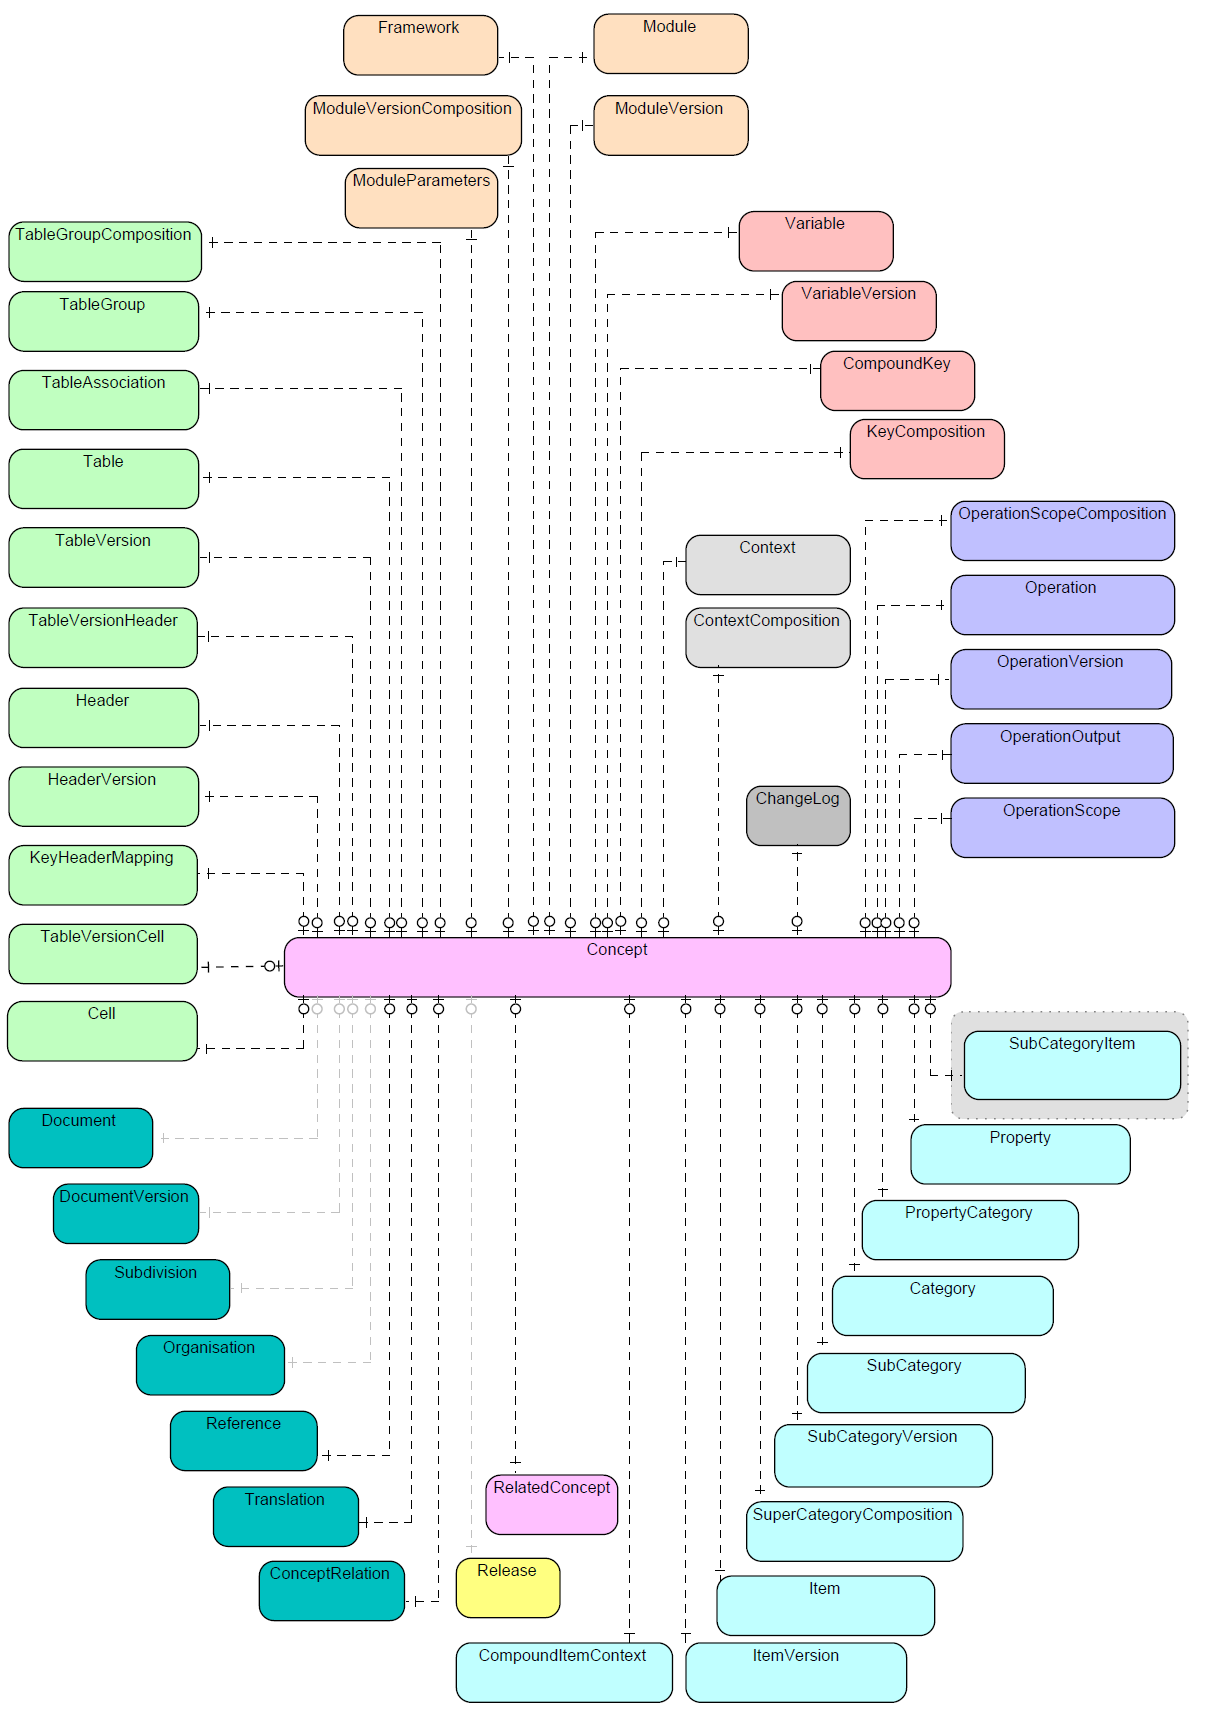 Framework
Module
ModuleVersionComposition
ModuleVersion
ModuleParameters
Variable
TableGroupComposition
VariableVersion
TableGroup
CompoundKey
TableAssociation
KeyComposition
Table
OperationScopeComposition
TableVersion
Context
Operation
TableVersionHeader
ContextComposition
OperationVersion
Header
OperationOutput
HeaderVersion
ChangeLog
OperationScope
KeyHeaderMapping
TableVersionCell
Concept
Cell
SubCategoryItem
Document
Property
DocumentVersion
PropertyCategory
Subdivision
Category
Organisation
SubCategory
Reference
SubCategoryVersion
Translation
RelatedConcept
SuperCategoryComposition
ConceptRelation
Release
Item
CompoundItemContext
ItemVersion